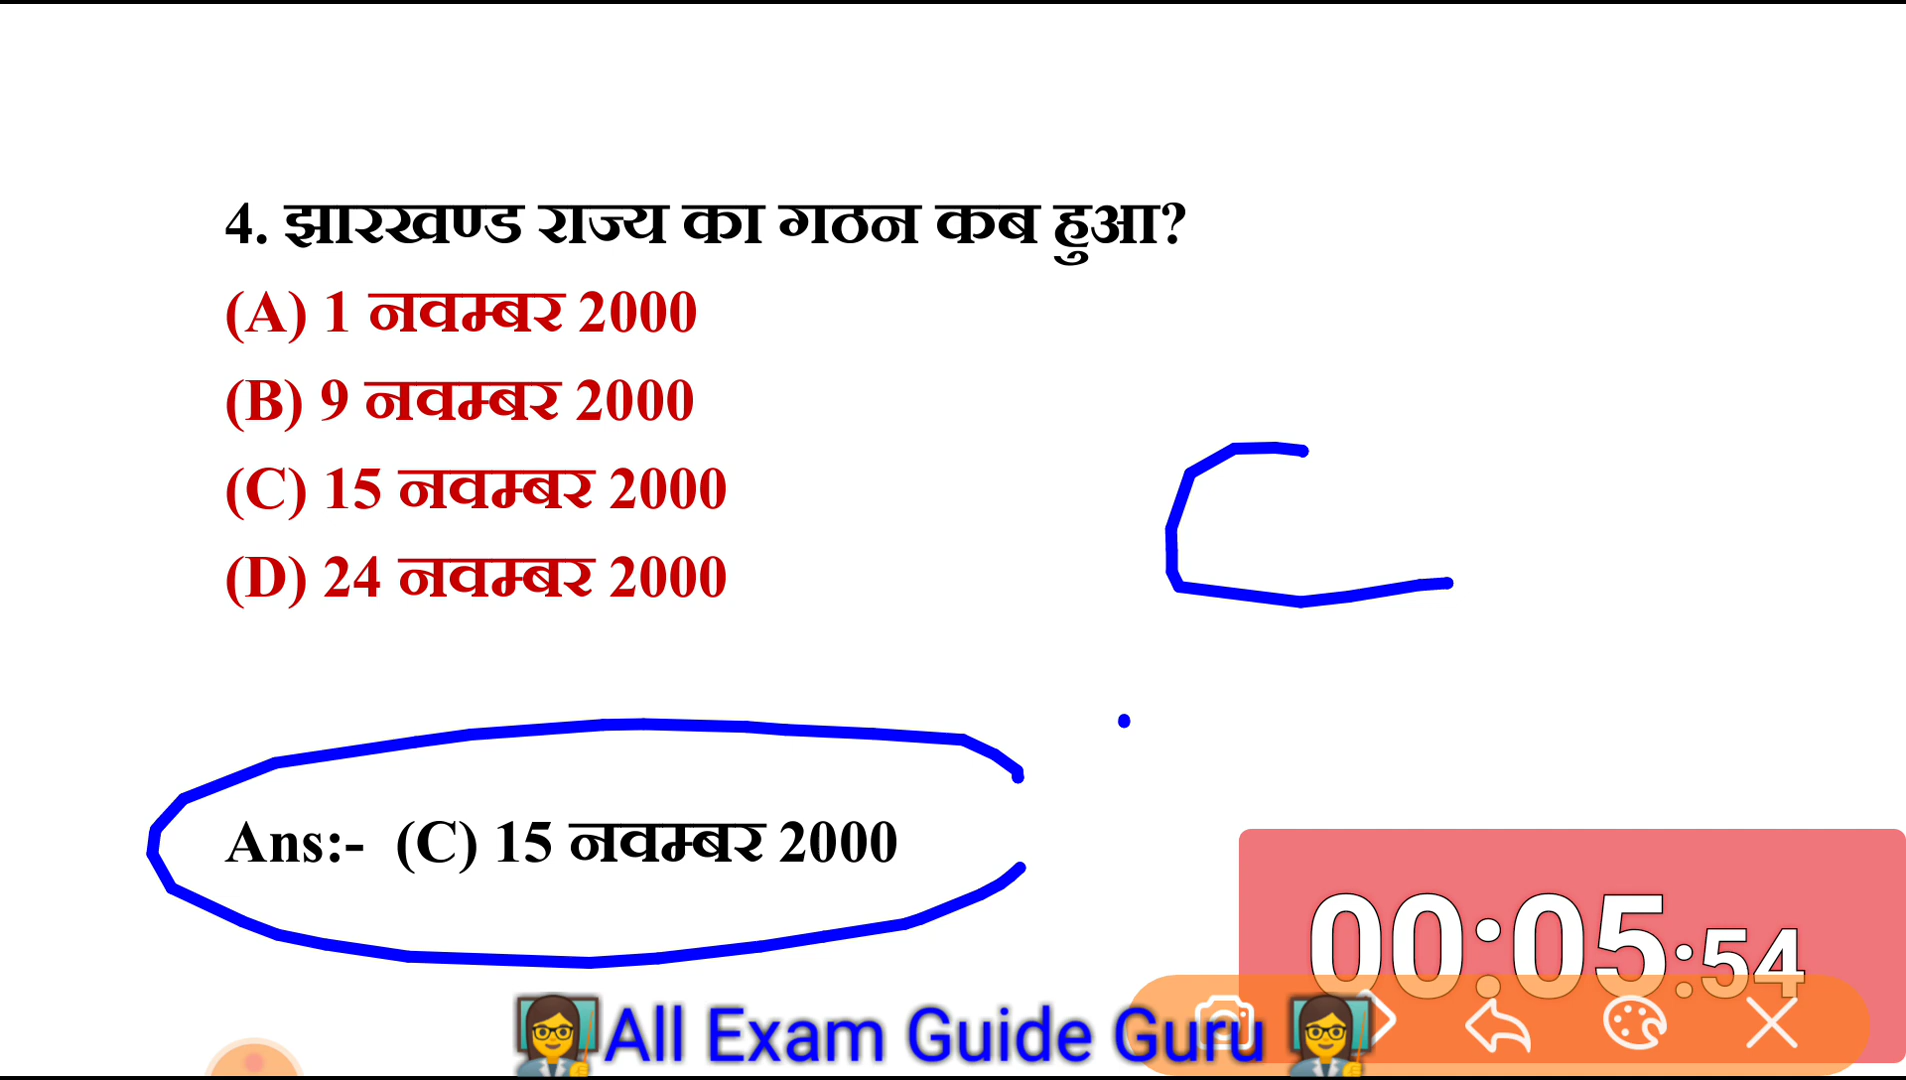 4. झारखण्ड राज्य का गठन कब हुआ?
(A) 1 नवम्बर 2000
(B) 9 नवम्बर 2000
(C) 15 नवम्बर 2000
(D) 24 नवम्बर 2000
C
Ans:- (C) 15 नवम्बर 2000
00:05:54
All Exam Guide Guru